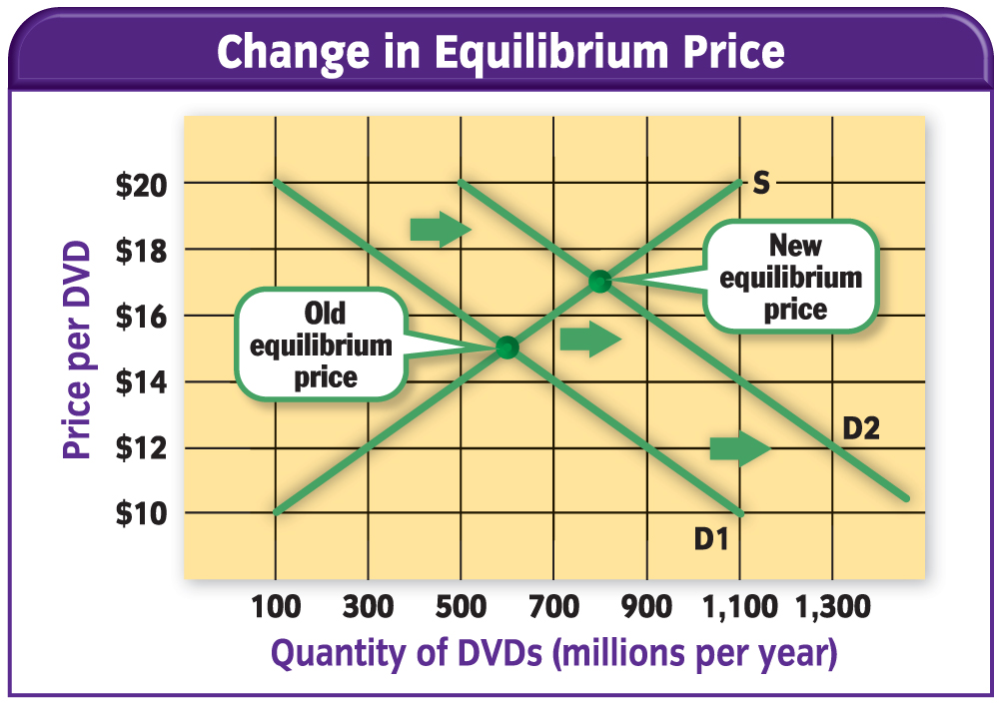 Change in Equilibrium Price
Price per DVD
$20
$18
$16
$14
$12
$10
S
New
equilibrium
price
Old
equilibrium
price
D2
D1
100 300 500 700 900 1,100 1,300
Quantity of DVDs (millions per year)